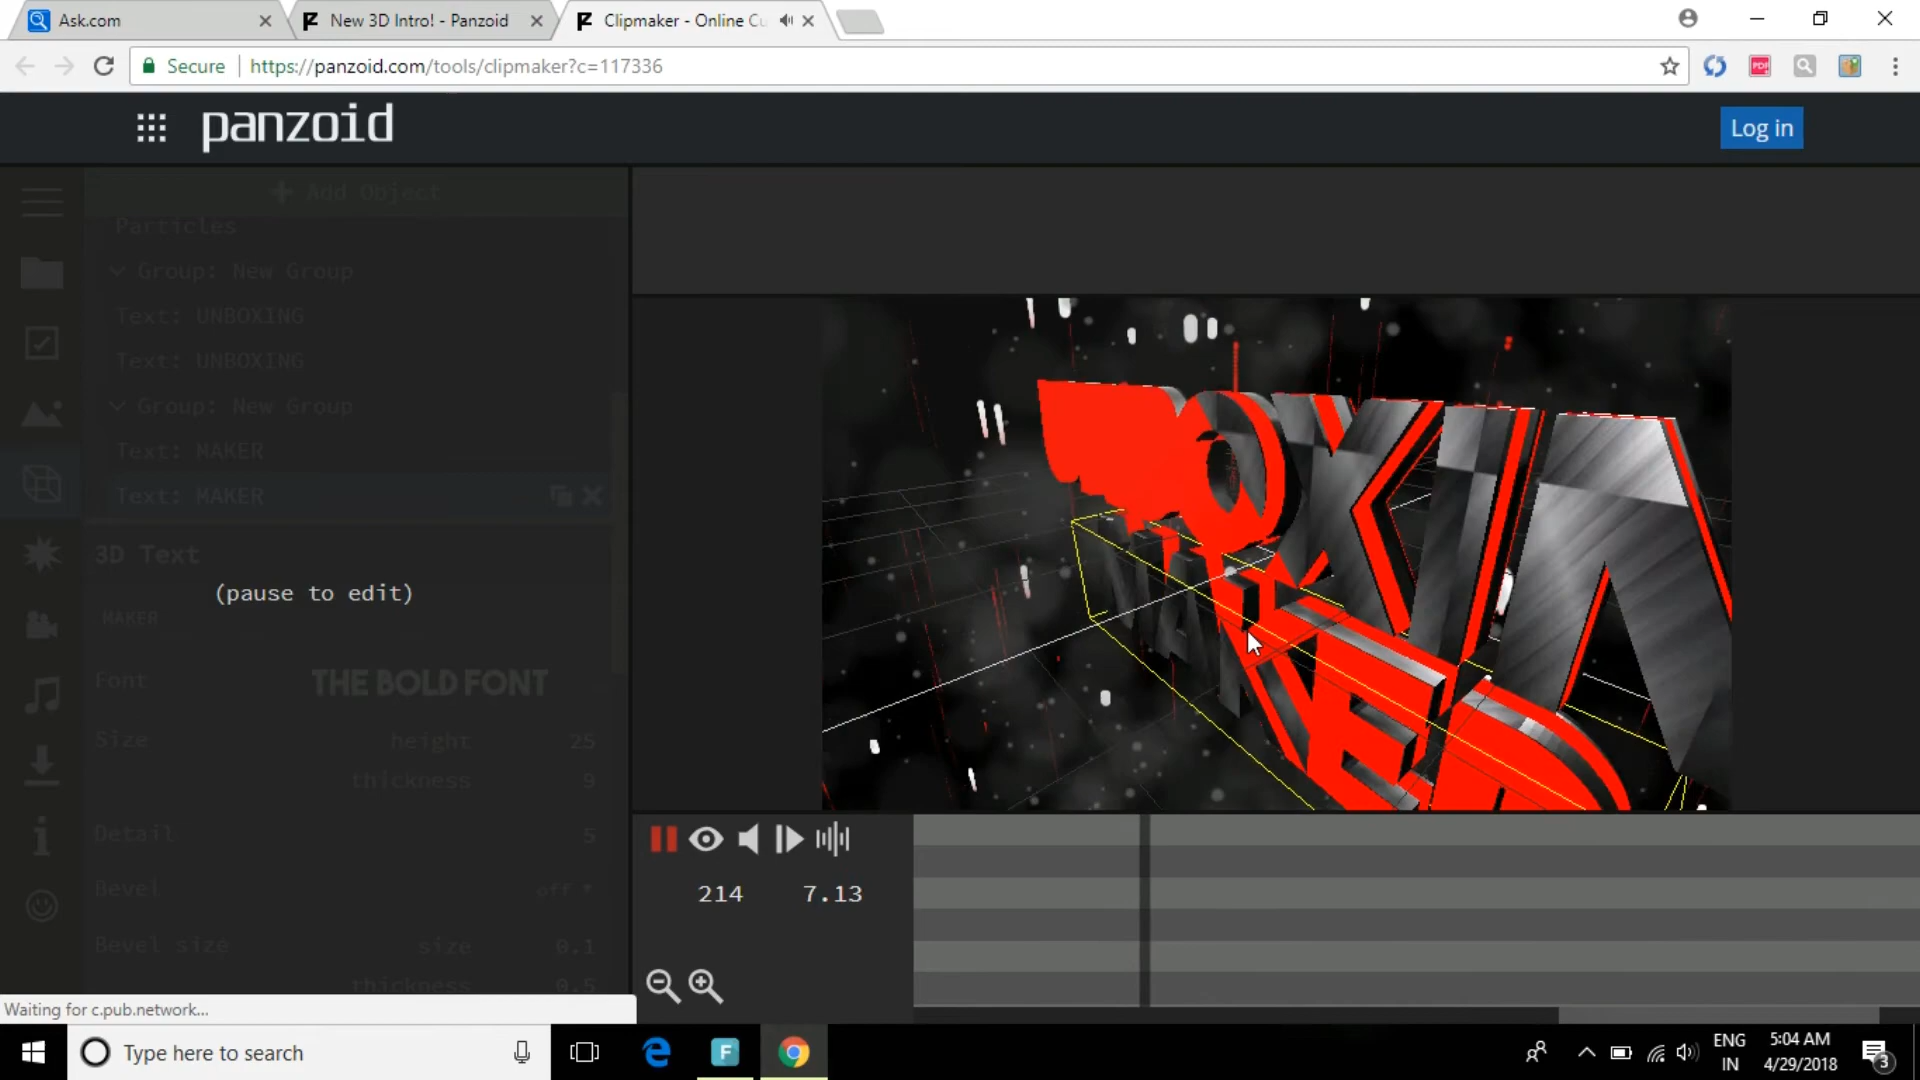 Ask.com
New 3D Intro! - Panzoid
Clipmaker - Online Cu
Secure
https://panzoid.com/tools/clipmaker?c=117336
PDF
panzoid
Log in
Add Object
Particles
Group: New Group
Text: UNBOXING
Text: UNBOXING
Group: New Group
Text: MAKER
Text: MAKER
3D Text
(pause to edit)
MAKER
Font
THE BOLD FONT
Size
height
25
thickness
9
Detail
5
Bevel
off
Bevel size
size
0.1
thickness
0.5
214
7.13
Waiting for c.pub.network...
Type here to search
ENG
IN
5:04 AM
4/29/2018
3